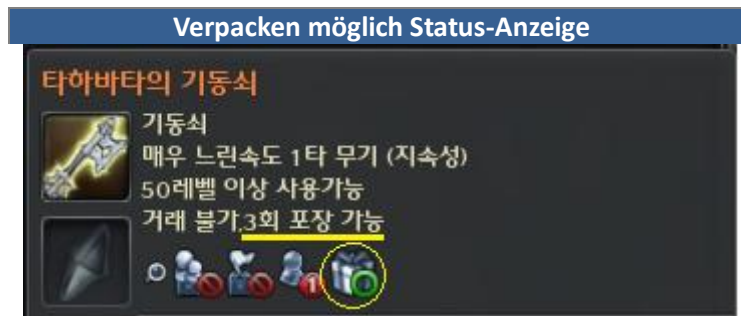 Verpacken möglich Status-Anzeige
타하바타의 기동쇠
기동쇠
매우 느린속도 1타 무기 (지속성)
50레벨 이상 사용가능
거래 불가,3회 포장 가능
1